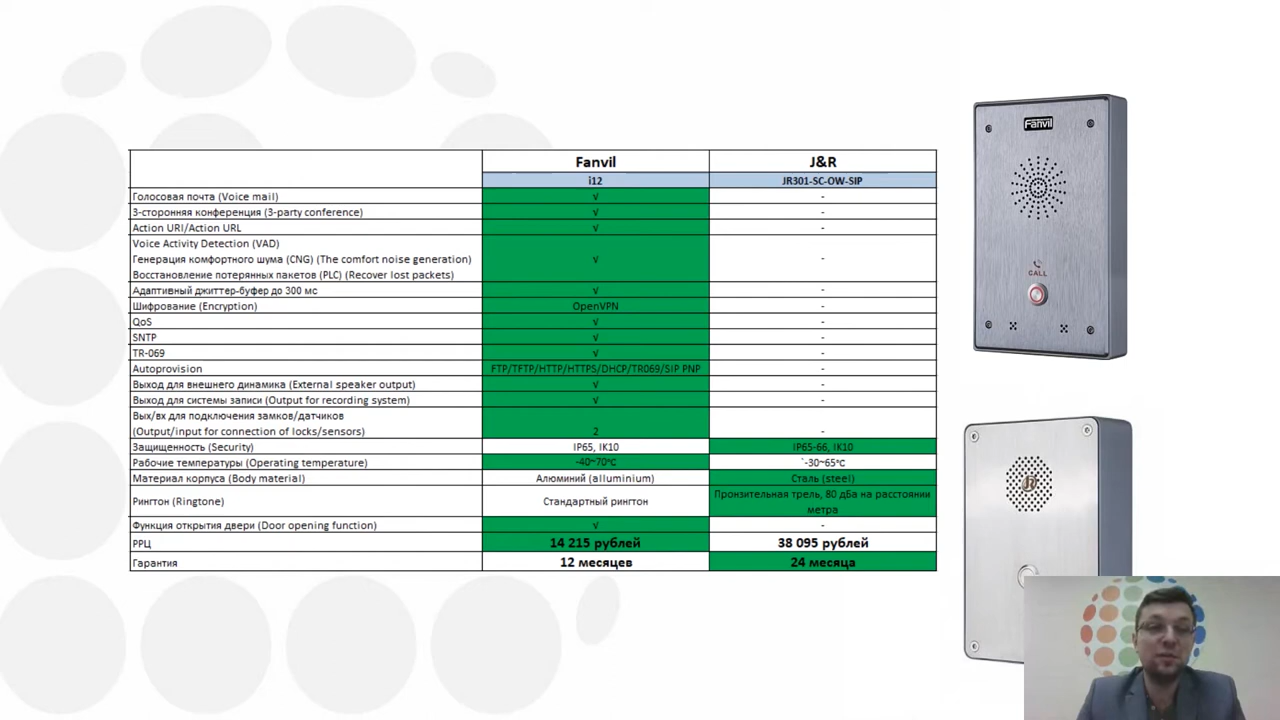 Fanvil J&R
i12 JR301-SC-OW-SIP
Голосовая почта (Voice mail) √ -
3-сторонняя конференция (3-party conference) √ -
Action URI/Action URL √ -
Voice Activity Detection (VAD)
Генерация комфортного шума (CNG) (The comfort noise generation) √ -
Восстановление потерянных пакетов (PLC) (Recover lost packets)
Адаптивный джиттер-буфер до 300 мс √ -
Шифрование (Encryption) OpenVPN -
QoS √ -
SNTP √ -
TR-069 √ -
Autoprovision FTP/TFTP/HTTP/HTTPS/DHCP/TR069/SIP PNP -
Выход для внешнего динамика (External speaker output) √ -
Выход для системы записи (Output for recording system) √ -
Вых/вх для подключения замков/датчиков
(Output/input for connection of locks/sensors) 2 -
Защищенность (Security) IP65, IK10 IP65-66, IK10
Рабочие температуры (Operating temperature) -40~70℃ `-30~65℃
Материал корпуса (Body material) Алюминий (alluminium) Сталь (steel)
Рингтон (Ringtone) Стандартный рингтон Пронзительная трель, 80 дБа на расстоянии
метра
Функция открытия двери (Door opening function) √ -
РРЦ 14 215 рублей 38 095 рублей
Гарантия 12 месяцев 24 месяца
Fanvil
CALL
JR